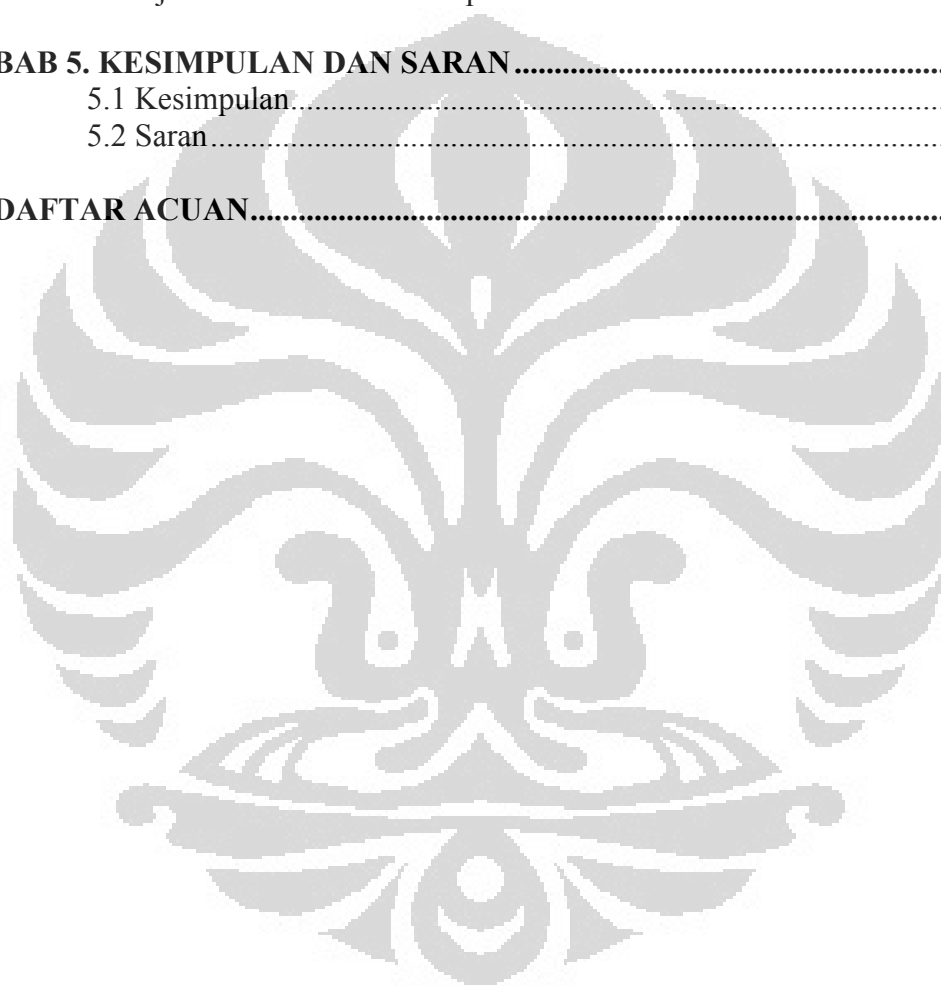 BAB 5. KESIMPULAN DAN SARAN........................................................
5.1 Kesimpulan....................................................................................
5.2 Saran..............................................................................................
DAFTAR ACUAN.......................................................................................